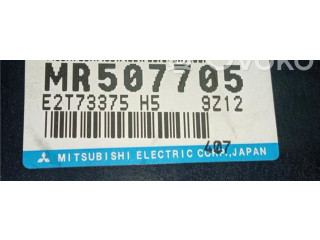 MR507705
E2T73375 H5 9Z12
407
MITSUBISHI ELECTRIC CORP., JAPAN